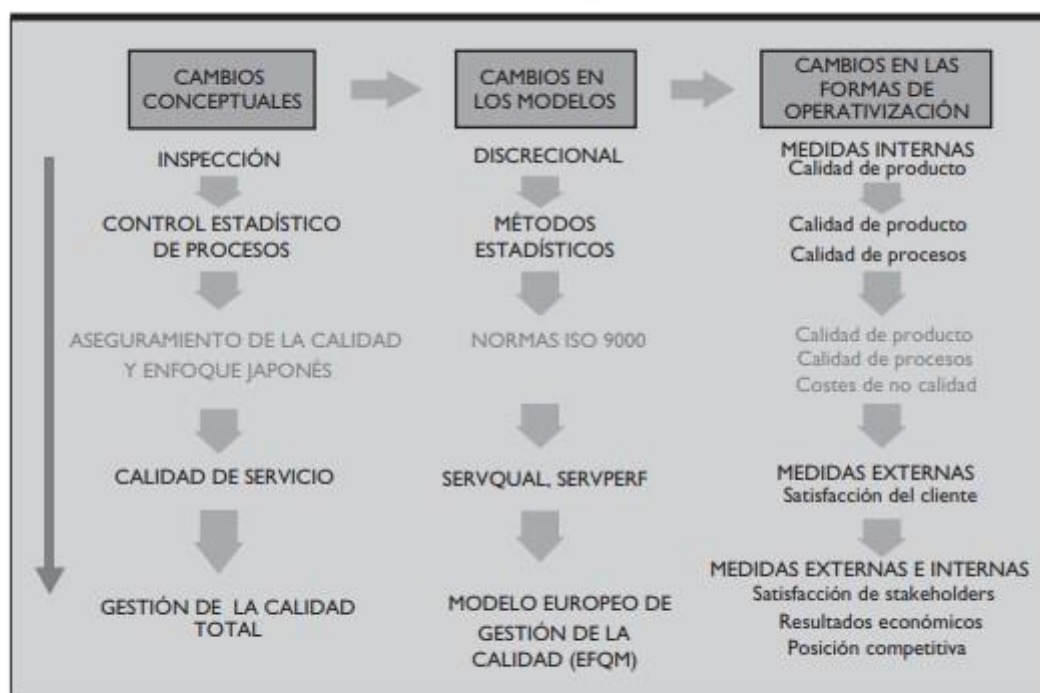 CAMBIOS
CONCEPTUALES
CAMBIOS EN
LOS MODELOS
CAMBIOS EN LAS
FORMAS DE
OPERATIVIZACIÓN
INSPECCIÓN
DISCRECIONAL
MEDIDAS INTERNAS
Calidad de producto
CONTROL ESTADÍSTICO
DE PROCESOS
MÉTODOS
ESTADÍSTICOS
Calidad de producto
Calidad de procesos
ASEGURAMIENTO DE LA CALIDAD
Y ENFOQUE JAPONÉS
NORMAS ISO 9000
Calidad de producto
Calidad de procesos
Costes de no calidad
CALIDAD DE SERVICIO
SERVQUAL, SERVPERF
MEDIDAS EXTERNAS
Satisfacción del cliente
GESTIÓN DE LA CALIDAD
TOTAL
MODELO EUROPEO DE
GESTIÓN DE LA
CALIDAD (EFQM)
MEDIDAS EXTERNAS E INTERNAS
Satisfacción de stakeholders
Resultados económicos
Posición competitiva